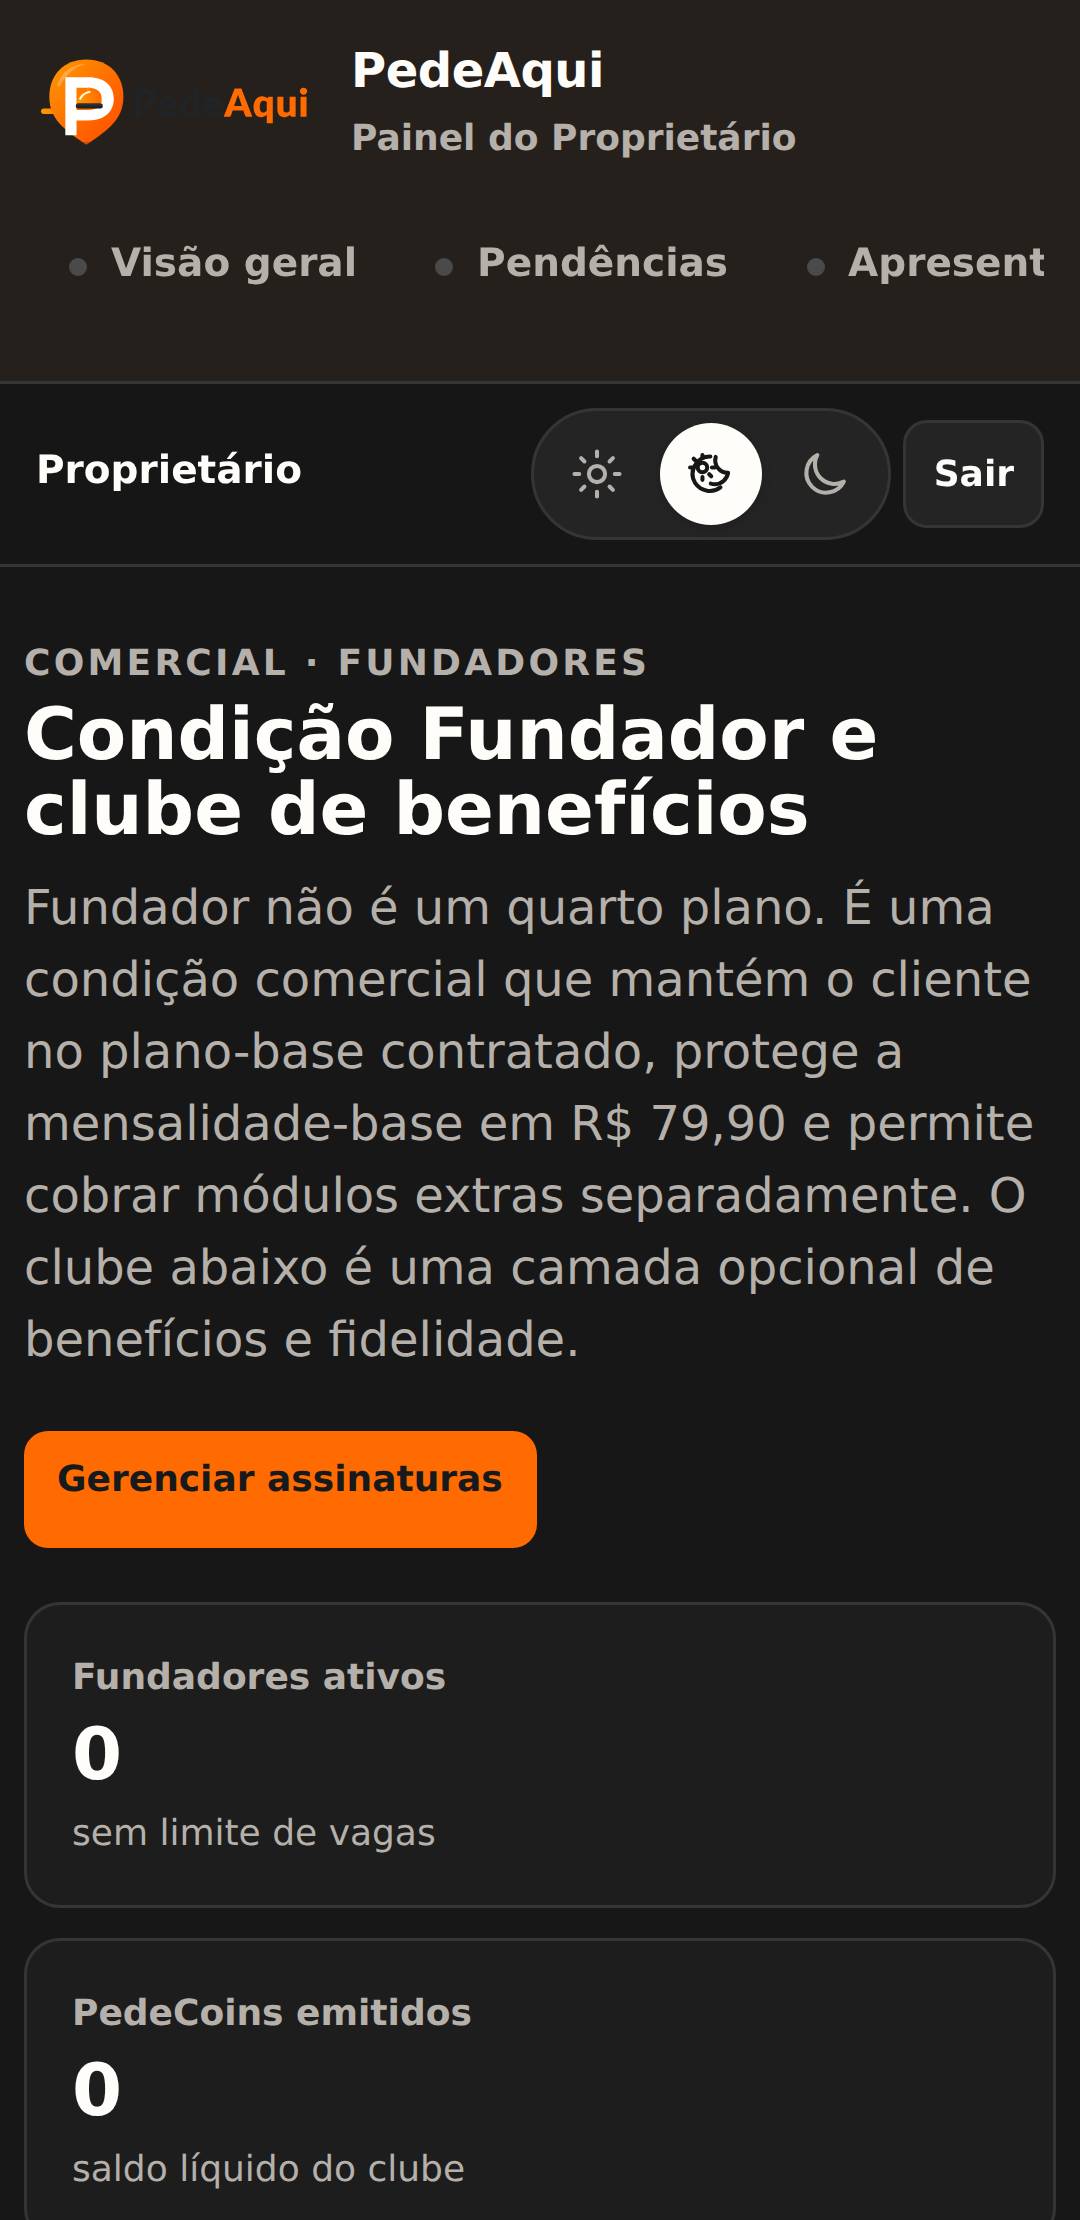 PedeAqui
PedeAqui
Painel do Proprietário
Visão geral
Pendências
Apresent
Proprietário
Sair
COMERCIAL · FUNDADORES
Condição Fundador e
clube de benefícios
Fundador não é um quarto plano. É uma
condição comercial que mantém o cliente
no plano-base contratado, protege a
mensalidade-base em R$ 79,90 e permite
cobrar módulos extras separadamente. O
clube abaixo é uma camada opcional de
benefícios e fidelidade.
Gerenciar assinaturas
Fundadores ativos
0
sem limite de vagas
PedeCoins emitidos
0
saldo líquido do clube